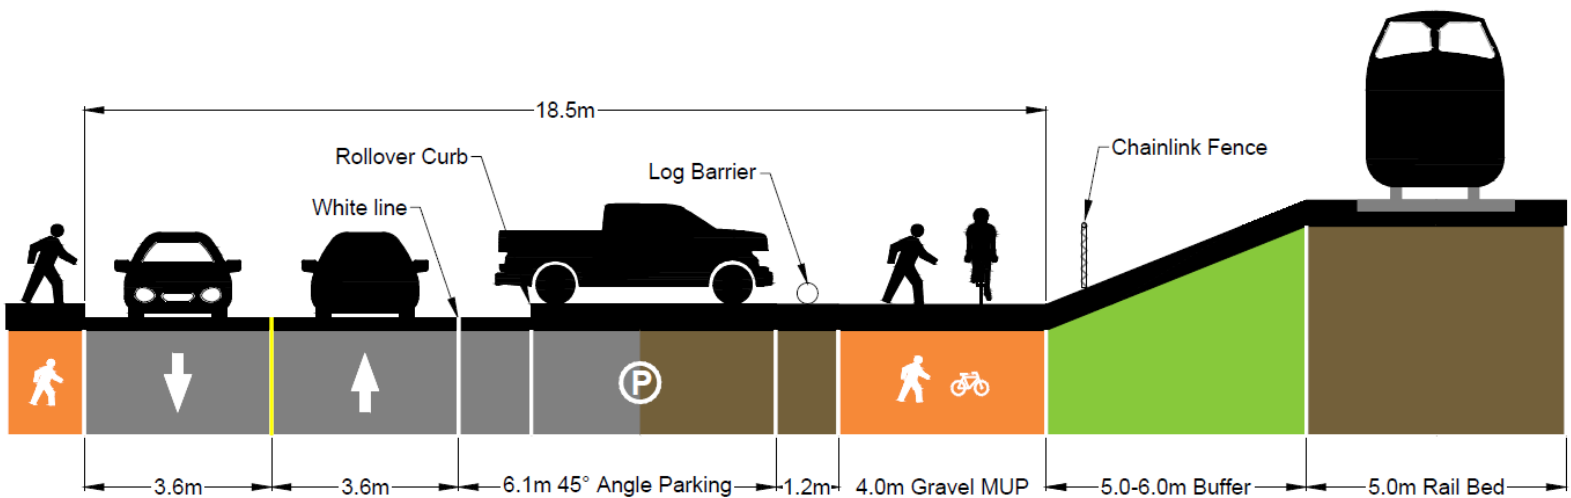 18.5m
Rollover Curb
Log Barrier
Chainlink Fence
White line
P
3.6m
3.6m
6.1m 45° Angle Parking
1.2m
4.0m Gravel MUP
5.0-6.0m Buffer
5.0m Rail Bed